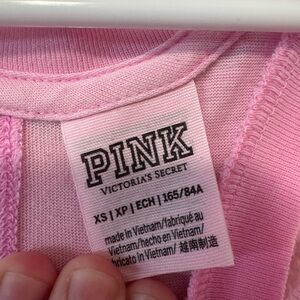 PINK
VICTORIA'S SECRET
XS | XP | ECH | 165/84A
made in Vietnam/fabriqué au
Vietnam/hecho en Vietnam/
bricato in Vietnam/ 越南制造